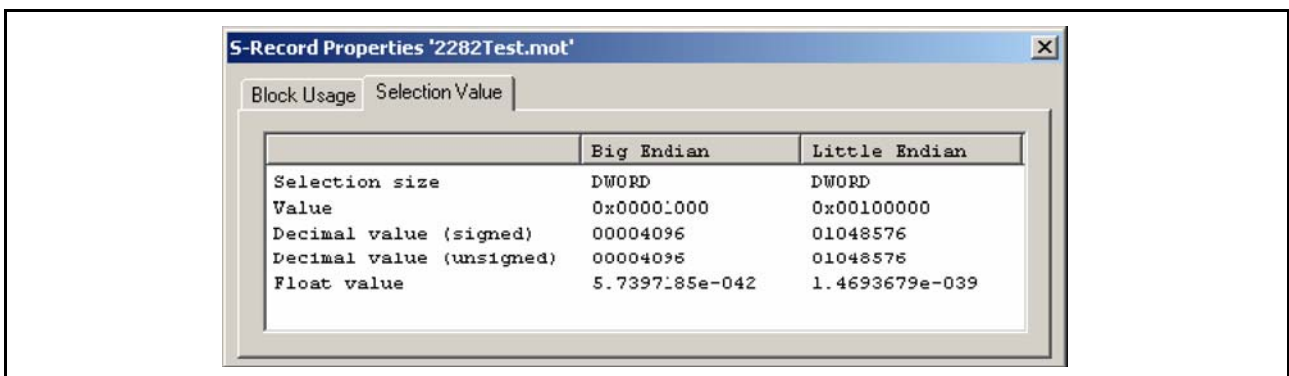 S-Record Properties '2282Test.mot'
Block Usage Selection Value
Big Endian Little Endian
Selection size DWORD DWORD
Value 0x00001000 0x00100000
Decimal value (signed) 00004096 01048576
Decimal value (unsigned) 00004096 01048576
Float value 5.7397185e-042 1.4693679e-039